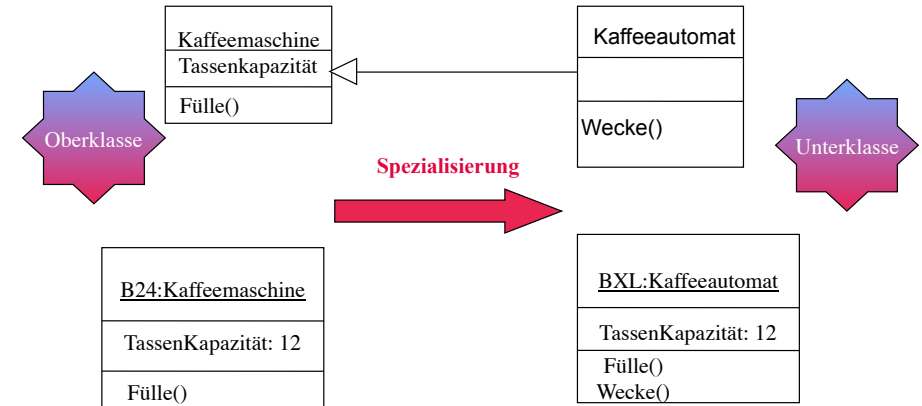 Kaffeemaschine
Tassenkapazität
Fülle()
Kaffeeautomat
Wecke()
Oberklasse
Unterklasse
Spezialisierung
B24:Kaffeemaschine
TassenKapazität: 12
Fülle()
BXL:Kaffeeautomat
TassenKapazität: 12
Fülle()
Wecke()